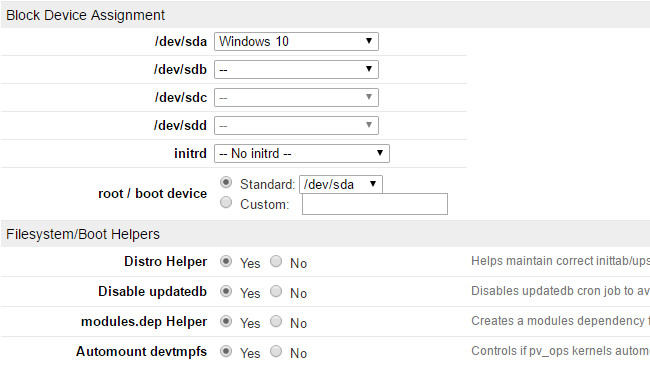 Block Device Assignment
/dev/sda Windows 10
/dev/sdb --
/dev/sdc --
/dev/sdd --
initrd -- No initrd --
root / boot device Standard: /dev/sda
Custom:
Filesystem/Boot Helpers
Distro Helper Yes No Helps maintain correct inittab/ups
Disable updatedb Yes No Disables updatedb cron job to av
modules.dep Helper Yes No Creates a modules dependency f
Automount devtmpfs Yes No Controls if pv_ops kernels autom